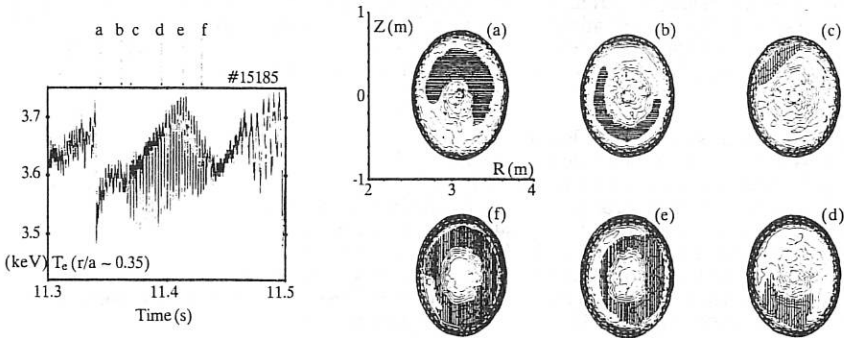 a b c d e f
#15185
3.7
3.6
3.5
(keV) Te (r/a ~ 0.35)
11.3 11.4 11.5
Time (s)
Z (m)
1
0
-1
2 3 4
R (m)
(a) (b) (c)
(f) (e) (d)